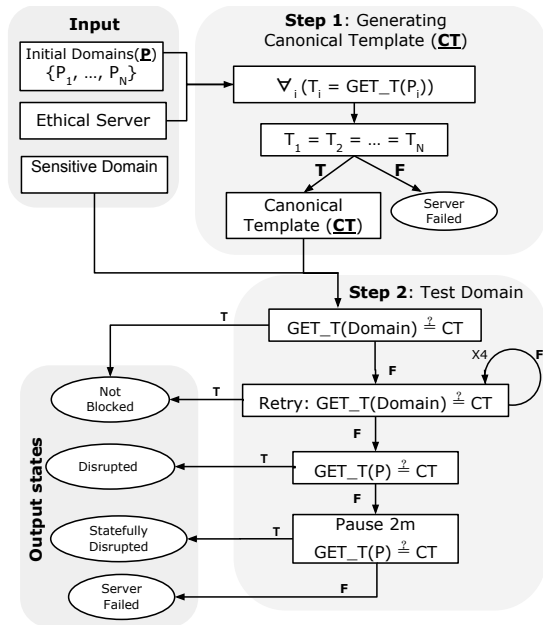 Input
Initial Domains(P)
{P₁, …, P_N}
Ethical Server
Sensitive Domain
Step 1: Generating
Canonical Template (CT)
∀ᵢ (Tᵢ = GET_T(Pᵢ))
T₁ = T₂ = … = T_N
T
F
Canonical
Template (CT)
Server
Failed
Step 2: Test Domain
GET_T(Domain) ≟ CT
T
F
X4
F
Retry: GET_T(Domain) ≟ CT
T
Not
Blocked
F
GET_T(P) ≟ CT
T
Disrupted
F
Pause 2m
GET_T(P) ≟ CT
T
Statefully
Disrupted
F
Server
Failed
Output states